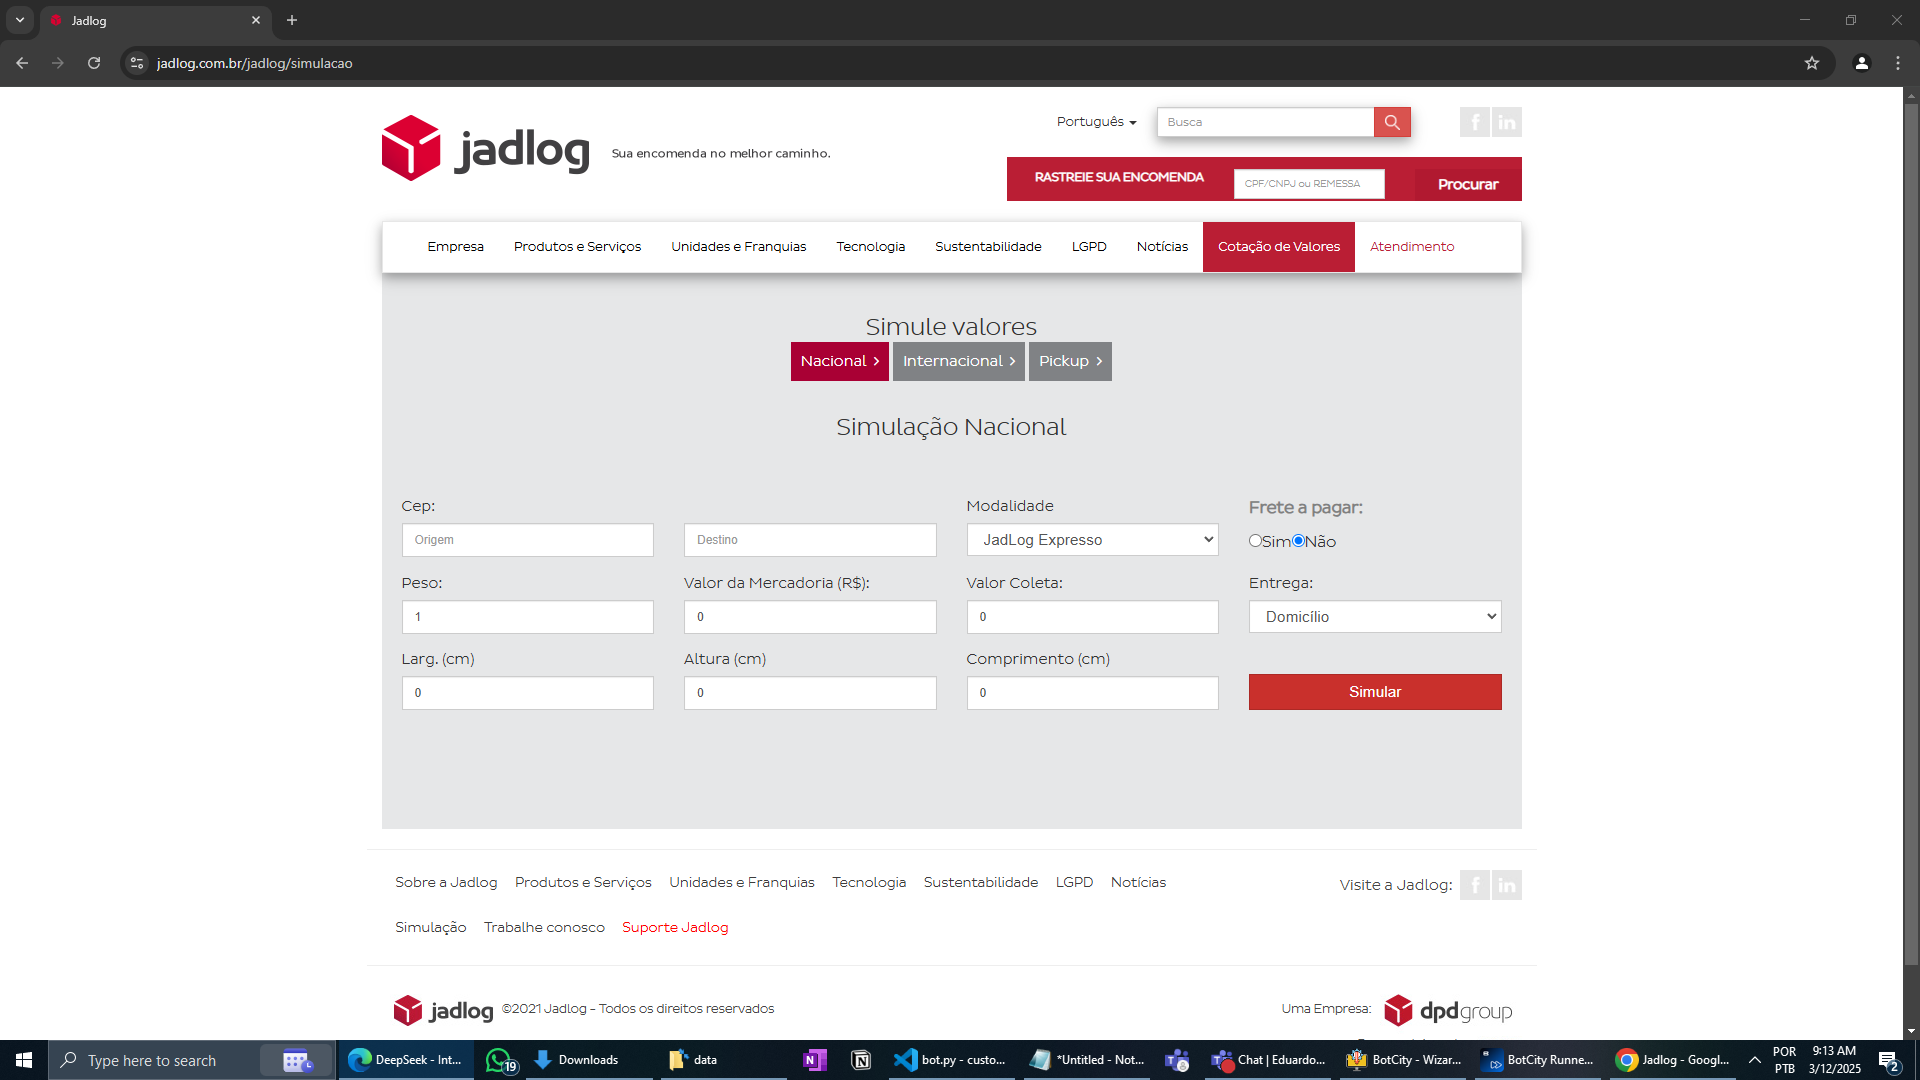 Jadlog
jadlog.com.br/jadlog/simulacao
jadlog
Sua encomenda no melhor caminho.
Português
Busca
RASTREIE SUA ENCOMENDA
CPF/CNPJ ou REMESSA
Procurar
Empresa
Produtos e Serviços
Unidades e Franquias
Tecnologia
Sustentabilidade
LGPD
Notícias
Cotação de Valores
Atendimento
Simule valores
Nacional
Internacional
Pickup
Simulação Nacional
Cep:
Modalidade
Frete a pagar:
Origem
Destino
JadLog Expresso
Sim
Não
Peso:
Valor da Mercadoria (R$):
Valor Coleta:
Entrega:
1
0
0
Domicílio
Larg. (cm)
Altura (cm)
Comprimento (cm)
0
0
0
Simular
Sobre a Jadlog
Produtos e Serviços
Unidades e Franquias
Tecnologia
Sustentabilidade
LGPD
Notícias
Visite a Jadlog:
Simulação
Trabalhe conosco
Suporte Jadlog
jadlog
©2021 Jadlog - Todos os direitos reservados
Uma Empresa:
dpdgroup
Type here to search
DeepSeek - Int...
19
Downloads
data
bot.py - custo...
*Untitled - Not...
Chat | Eduardo...
BotCity - Wizar...
BotCity Runne...
Jadlog - Googl...
POR
PTB
9:13 AM
3/12/2025
2